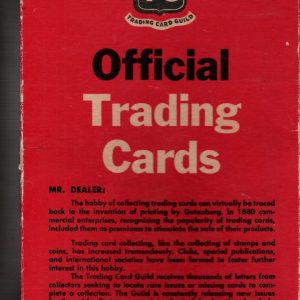 TRADING CARD GUILD
Official
Trading
Cards
MR. DEALER:
The hobby of collecting trading cards can virtually be traced
back to the invention of printing by Gutenberg. In 1880 com-
mercial enterprises, recognizing the popularity of trading cards,
included them as premiums to stimulate the sale of their products.
Trading card collecting, like the collecting of stamps and
coins, has increased tremendously. Clubs, special publications,
and international societies have been formed to foster further
interest in this hobby.
The Trading Card Guild receives thousands of letters from
collectors seeking to locate rare issues or missing cards to com-
plete a collection. The Guild is constantly releasing new issues